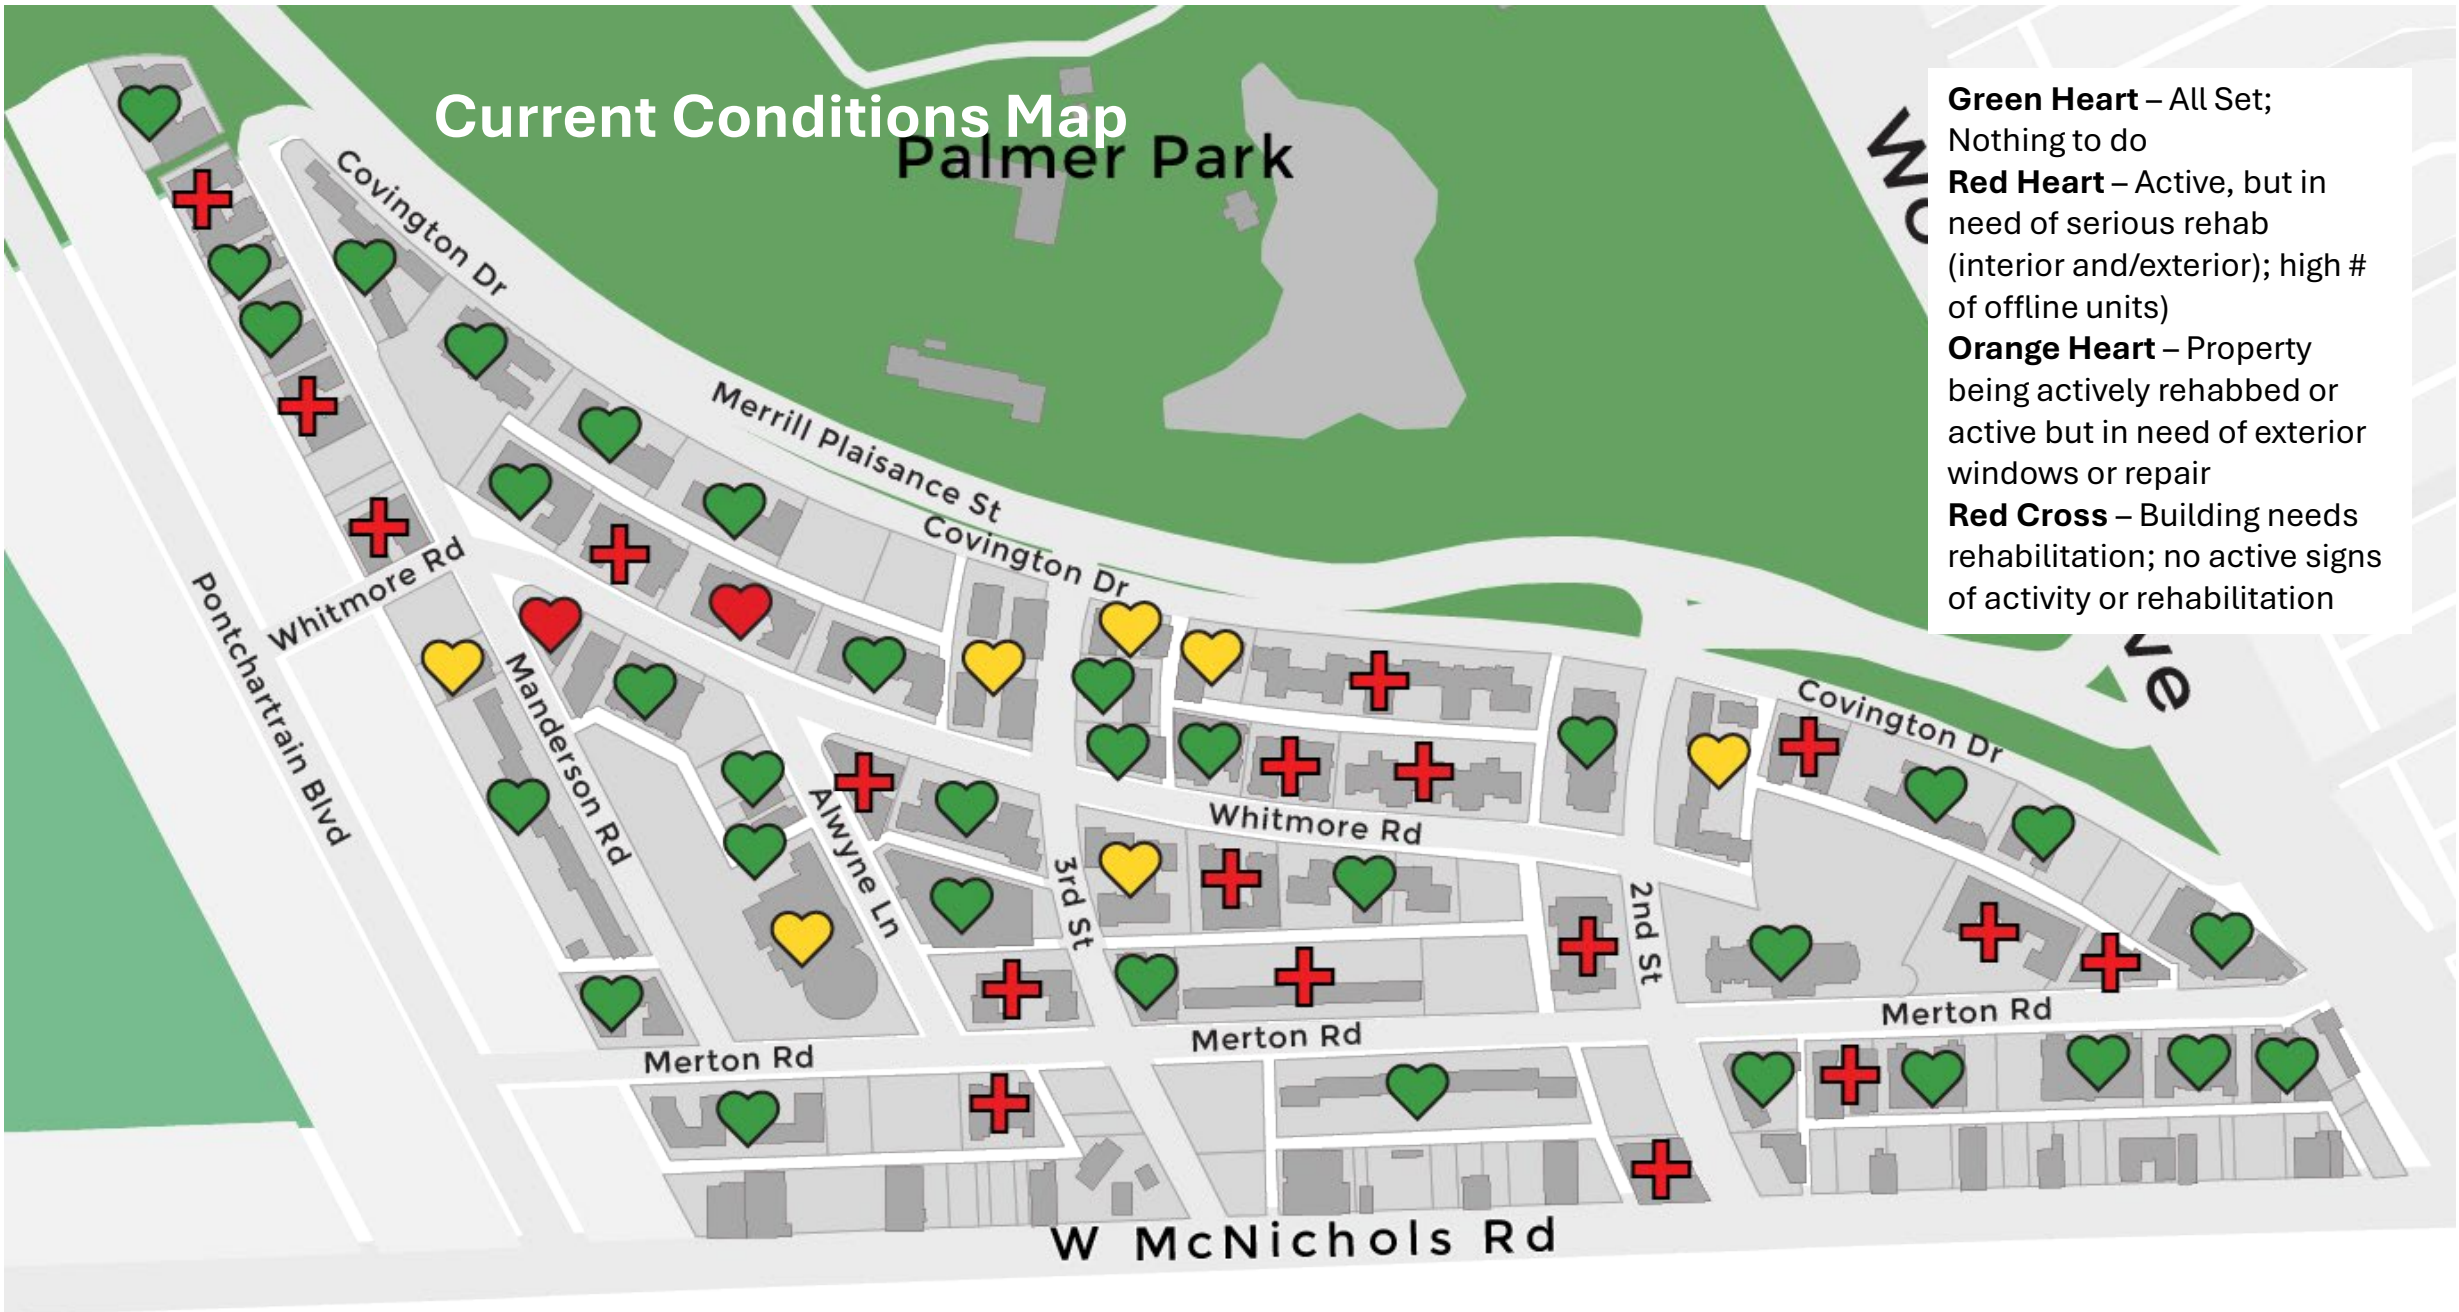 Current Conditions Map
Palmer Park
Green Heart – All Set;
Nothing to do
Red Heart – Active, but in
need of serious rehab
(interior and/exterior); high #
of offline units)
Orange Heart – Property
being actively rehabbed or
active but in need of exterior
windows or repair
Red Cross – Building needs
rehabilitation; no active signs
of activity or rehabilitation
Wo
ve
Covington Dr
Merrill Plaisance St
Covington Dr
Whitmore Rd
Pontchartrain Blvd
Manderson Rd
Alwyne Ln
3rd St
Whitmore Rd
2nd St
Covington Dr
Merton Rd
Merton Rd
Merton Rd
W McNichols Rd